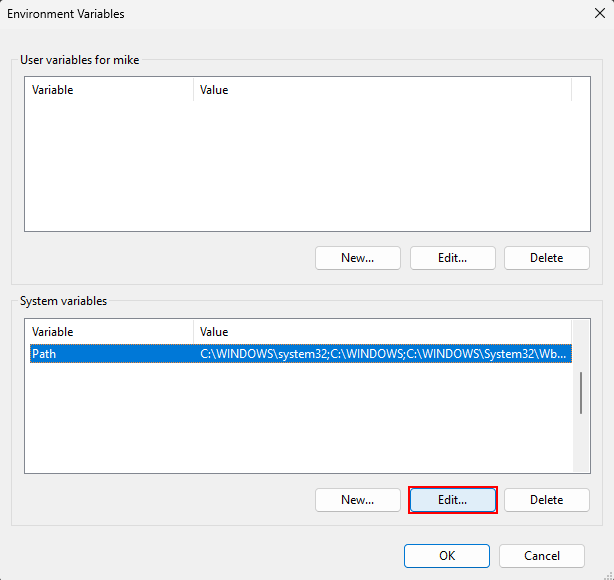 Environment Variables
User variables for mike
Variable Value
New... Edit... Delete
System variables
Variable Value
Path C:\WINDOWS\system32;C:\WINDOWS;C:\WINDOWS\System32\Wb...
New... Edit... Delete
OK Cancel